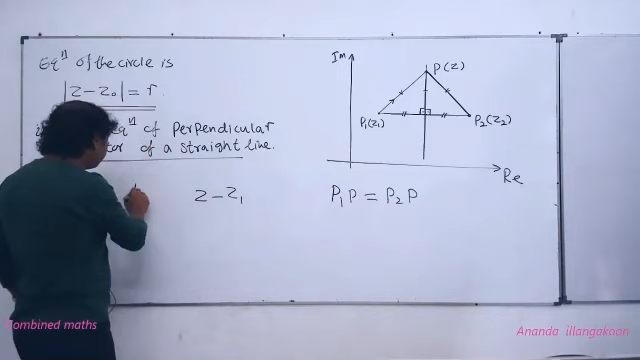 Eqⁿ of the circle is
|z-z₀| = r
Eqⁿ of Perpendicular
of a straight line.
z - z₁
P₁P = P₂P
Im
P(z)
P₁(z₁)
P₂(z₂)
Re
Combined maths
Ananda illangakoon